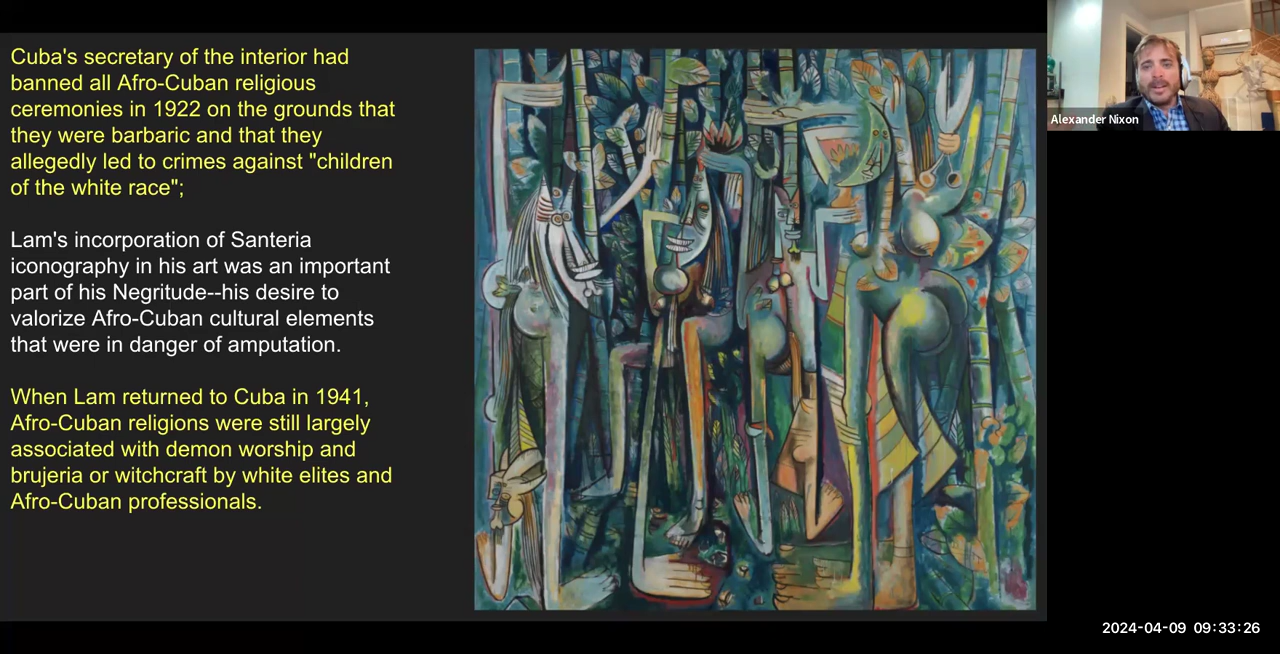 Cuba's secretary of the interior had
banned all Afro-Cuban religious
ceremonies in 1922 on the grounds that
they were barbaric and that they
allegedly led to crimes against "children
of the white race";
Lam's incorporation of Santeria
iconography in his art was an important
part of his Negritude--his desire to
valorize Afro-Cuban cultural elements
that were in danger of amputation.
When Lam returned to Cuba in 1941,
Afro-Cuban religions were still largely
associated with demon worship and
brujeria or witchcraft by white elites and
Afro-Cuban professionals.
Alexander Nixon
2024-04-09 09:33:26